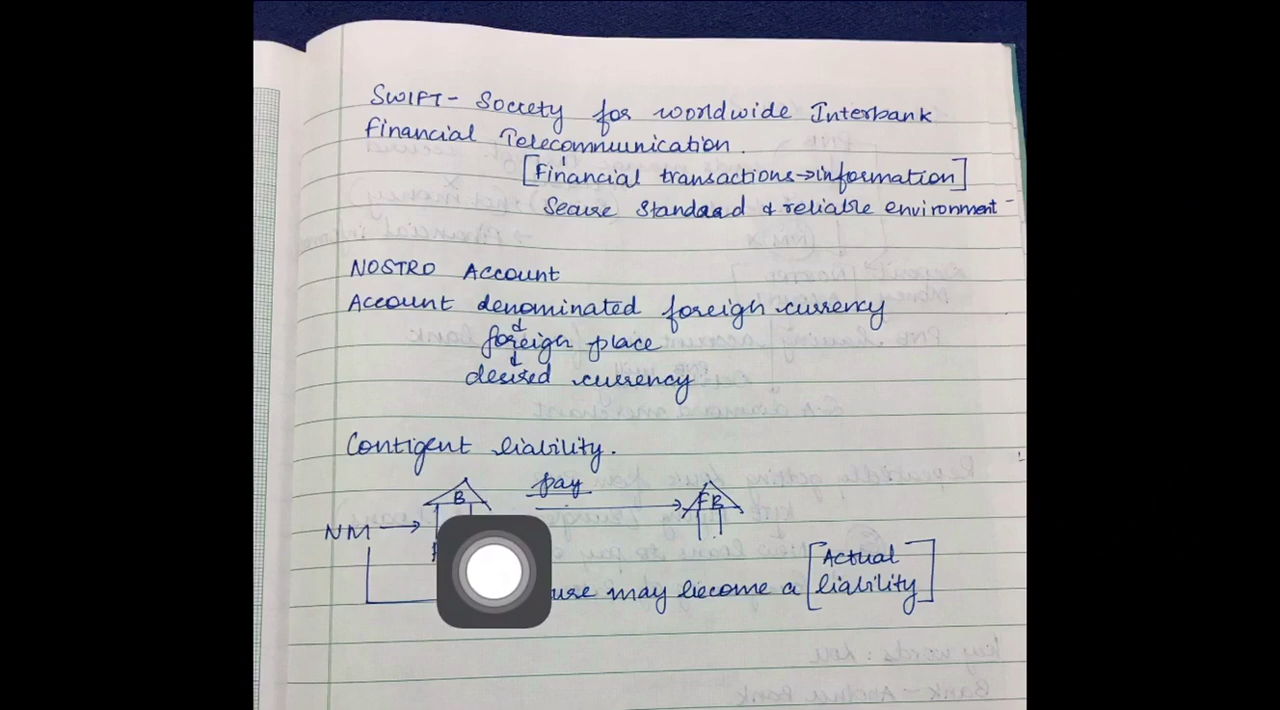 SWIFT - Society for worldwide Interbank
Financial Telecommunication.
[Financial transactions → information]
Secure standard & reliable environment -
NOSTRO Account
Account denominated foreign currency
foreign place
desired currency
Contigent liability.
B pay FB
NM →
use may become a [Actual
liability]